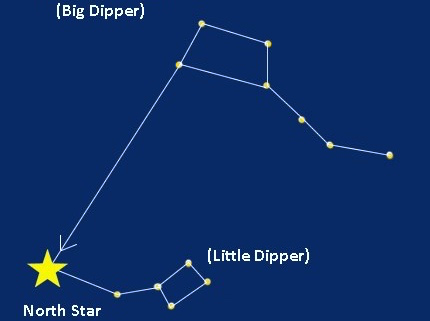 (Big Dipper)
(Little Dipper)
North Star